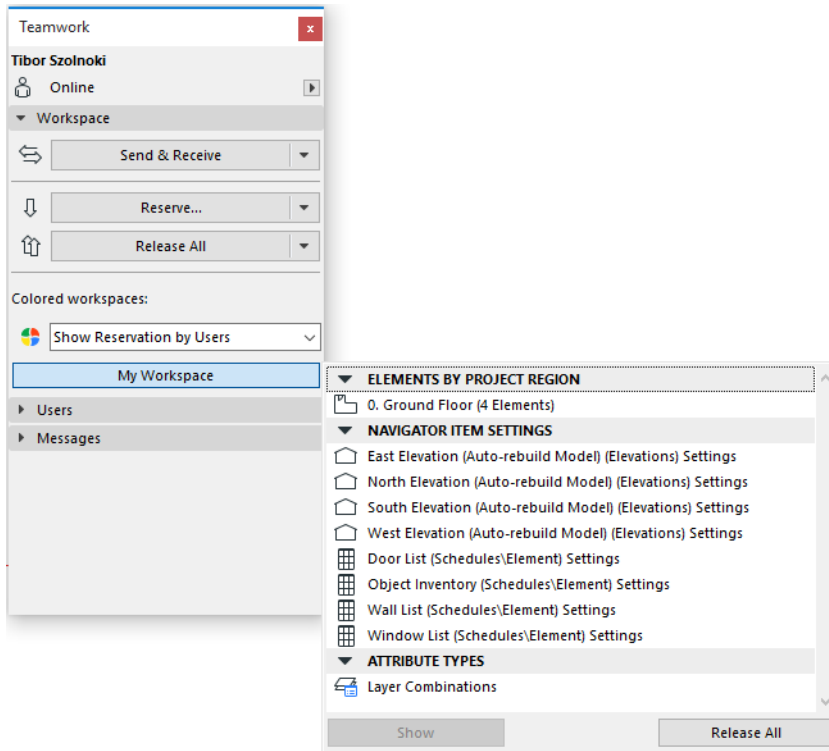 Teamwork
x
Tibor Szolnoki
Online
Workspace
Send & Receive
Reserve...
Release All
Colored workspaces:
Show Reservation by Users
My Workspace
Users
Messages
ELEMENTS BY PROJECT REGION
0. Ground Floor (4 Elements)
NAVIGATOR ITEM SETTINGS
East Elevation (Auto-rebuild Model) (Elevations) Settings
North Elevation (Auto-rebuild Model) (Elevations) Settings
South Elevation (Auto-rebuild Model) (Elevations) Settings
West Elevation (Auto-rebuild Model) (Elevations) Settings
Door List (Schedules\Element) Settings
Object Inventory (Schedules\Element) Settings
Wall List (Schedules\Element) Settings
Window List (Schedules\Element) Settings
ATTRIBUTE TYPES
Layer Combinations
Show
Release All